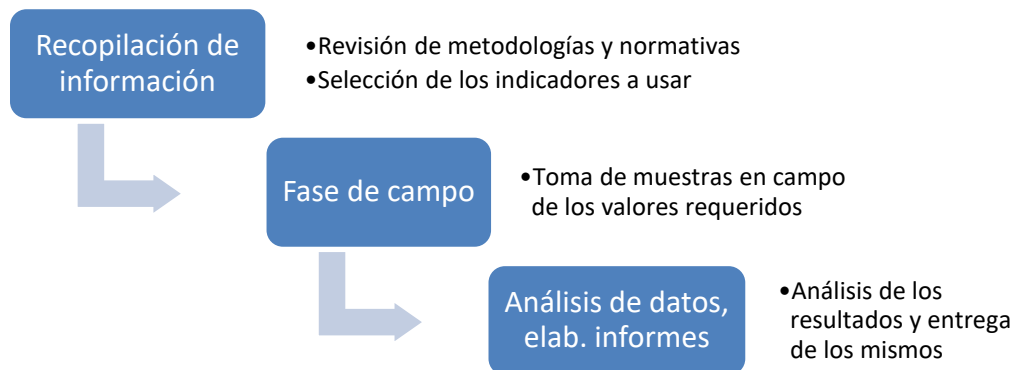 Recopilación de
información
•Revisión de metodologías y normativas
•Selección de los indicadores a usar
Fase de campo
•Toma de muestras en campo
de los valores requeridos
Análisis de datos,
elab. informes
•Análisis de los
resultados y entrega
de los mismos